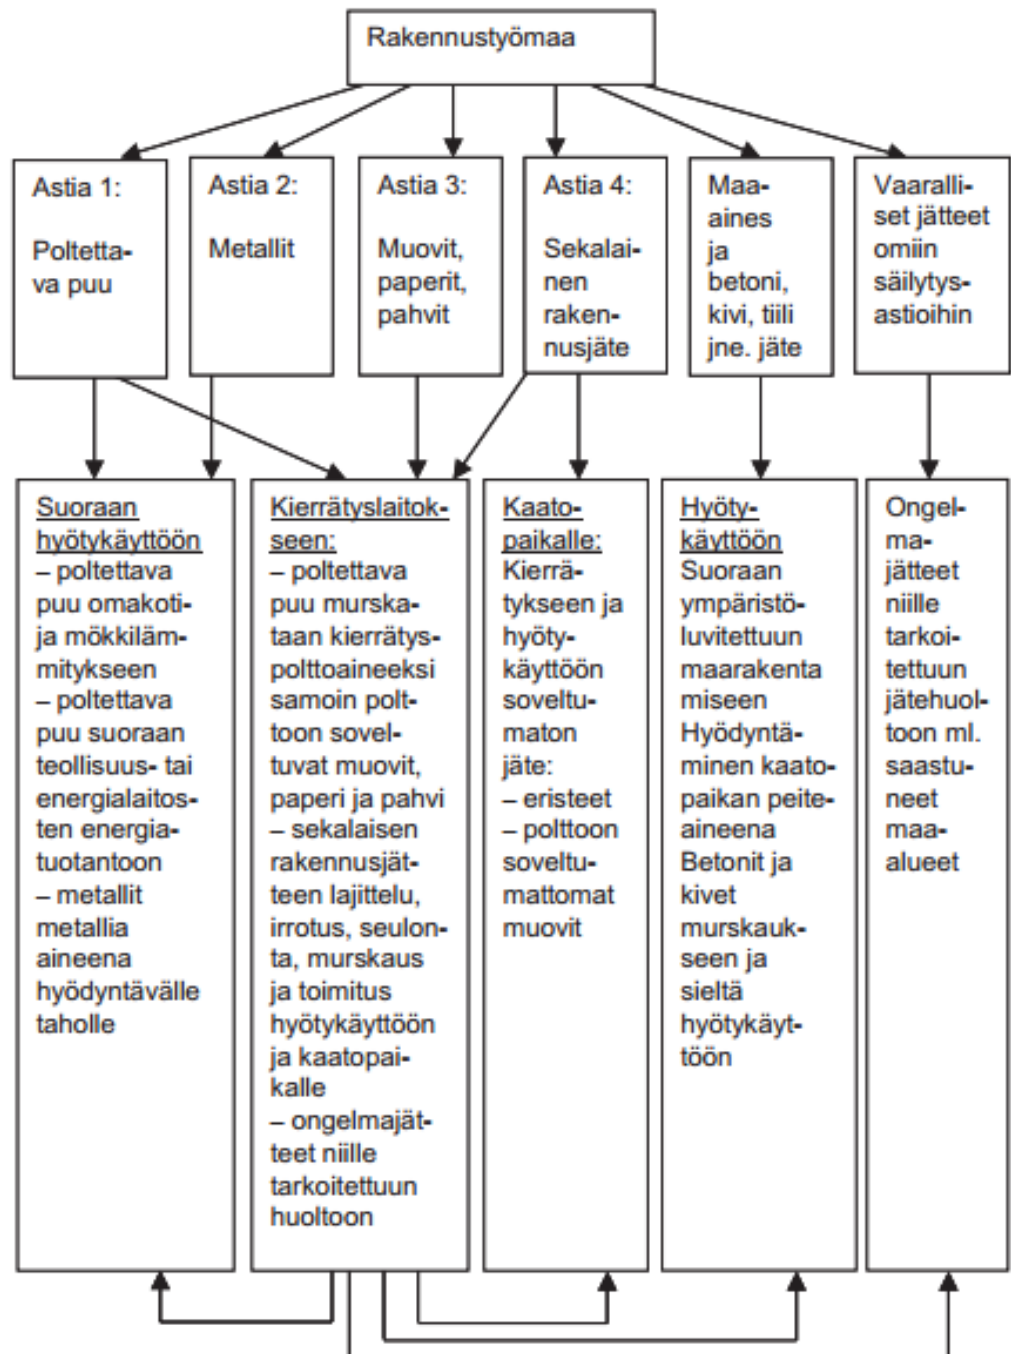 Rakennustyömaa
Astia 1:
Poltetta-
va puu
Astia 2:
Metallit
Astia 3:
Muovit,
paperit,
pahvit
Astia 4:
Sekalai-
nen
raken-
nusjäte
Maa-
aines
ja
betoni,
kivi, tiili
jne. jäte
Vaaralli-
set jätteet
omiin
säilytys-
astioihin
Suoraan
hyötykäyttöön
– poltettava
puu omakoti-
ja mökkiläm-
mitykseen
– poltettava
puu suoraan
teollisuus- tai
energialaitos-
ten energia-
tuotantoon
– metallit
metallia
aineena
hyödyntävälle
taholle
Kierrätyslaitok-
seen:
– poltettava
puu murska-
taan kierrätys-
polttoaineeksi
samoin polt-
toon sovel-
tuvat muovit,
paperi ja pahvi
– sekalaisen
rakennusjät-
teen lajittelu,
irrotus, seulon-
ta, murskaus
ja toimitus
hyötykäyttöön
ja kaatopai-
kalle
– ongelmajät-
teet niille
tarkoitettuun
huoltoon
Kaato-
paikalle:
Kierrä-
tykseen ja
hyöty-
käyttöön
soveltu-
maton
jäte:
– eristeet
– polttoon
soveltu-
mattomat
muovit
Hyöty-
käyttöön
Suoraan
ympäristö-
luvitettuun
maarakenta
miseen
Hyödyntä-
minen kaato-
paikan peite-
aineena
Betonit ja
kivet
murskauk-
seen ja
sieltä
hyötykäyt-
töön
Ongel-
ma-
jätteet
niille
tarkoi-
tettuun
jätehuol-
toon ml.
saastu-
neet
maa-
alueet